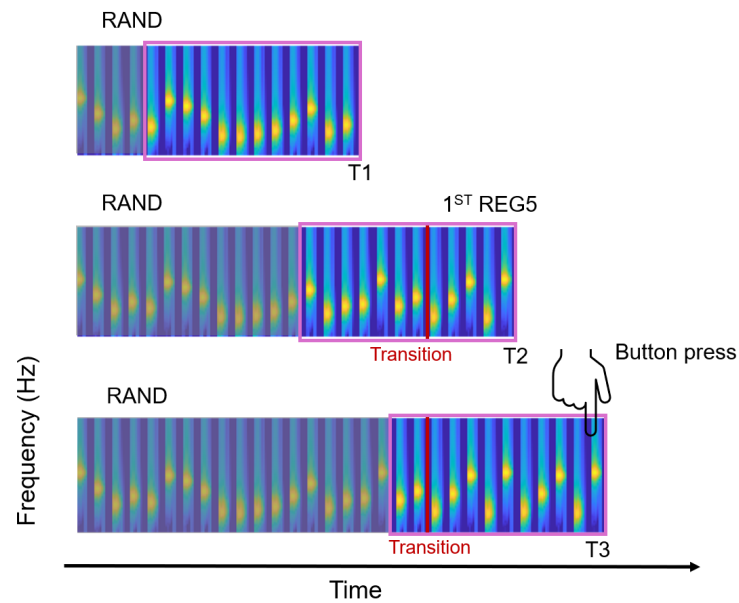 RAND
T1
RAND
1ST REG5
Transition
T2
Button press
RAND
Transition
T3
Frequency (Hz)
Time